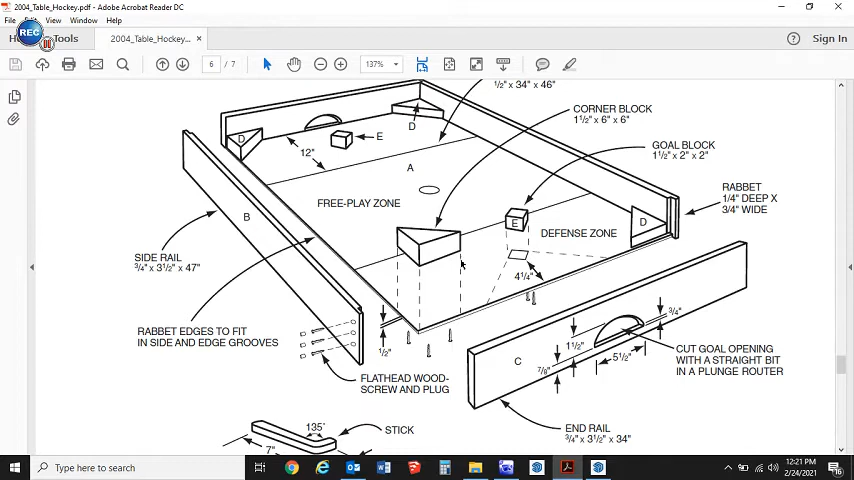 2004_Table_Hockey.pdf - Adobe Acrobat Reader DC
File Edit View Window Help
REC
Tools
2004_Table_Hockey...
Sign In
6 / 7
137%
1/2" x 34" x 46"
CORNER BLOCK
1 1/2" x 6" x 6"
GOAL BLOCK
1 1/2" x 2" x 2"
D
D
E
12"
A
RABBET
1/4" DEEP X
3/4" WIDE
FREE-PLAY ZONE
B
E
D
DEFENSE ZONE
SIDE RAIL
3/4" x 3 1/2" x 47"
4 1/4"
RABBET EDGES TO FIT
IN SIDE AND EDGE GROOVES
1/2"
3/4"
1 1/2"
5 1/2"
7/8"
C
CUT GOAL OPENING
WITH A STRAIGHT BIT
IN A PLUNGE ROUTER
FLATHEAD WOOD-
SCREW AND PLUG
135°
STICK
7"
END RAIL
3/4" x 3 1/2" x 34"
Type here to search
12:21 PM
2/24/2021
16